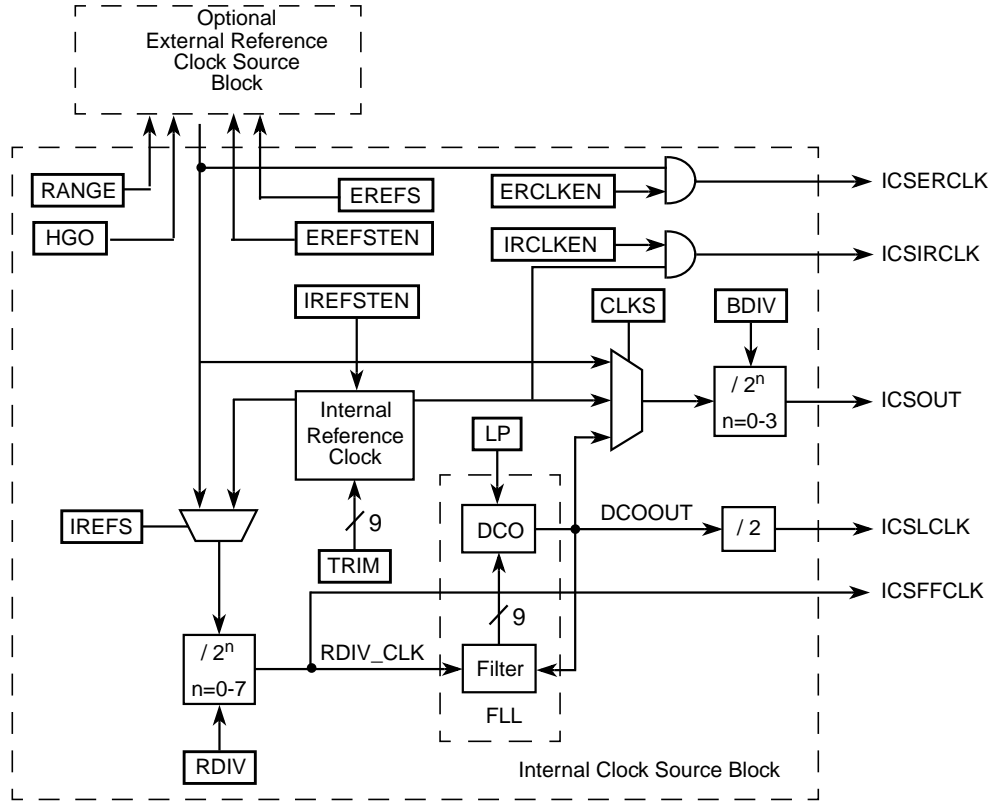 Optional
External Reference
Clock Source
Block
RANGE
HGO
EREFS
EREFSTEN
ERCLKEN
ICSERCLK
IRCLKEN
ICSIRCLK
IREFSTEN
CLKS
BDIV
/ 2ⁿ
n=0-3
ICSOUT
Internal
Reference
Clock
LP
IREFS
9
TRIM
DCO
DCOOUT
/ 2
ICSLCLK
ICSFFCLK
9
/ 2ⁿ
n=0-7
RDIV_CLK
Filter
FLL
RDIV
Internal Clock Source Block